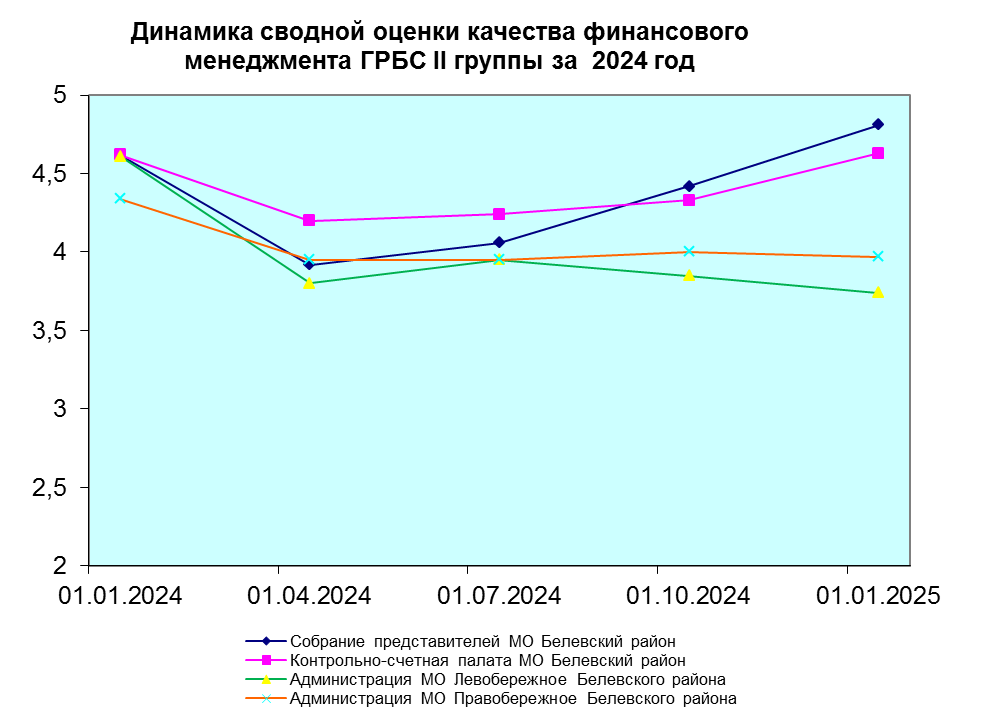 Динамика сводной оценки качества финансового
менеджмента ГРБС II группы за 2024 год
5
4,5
4
3,5
3
2,5
2
01.01.2024 01.04.2024 01.07.2024 01.10.2024 01.01.2025
Собрание представителей МО Белевский район
Контрольно-счетная палата МО Белевский район
Администрация МО Левобережное Белевского района
Администрация МО Правобережное Белевского района